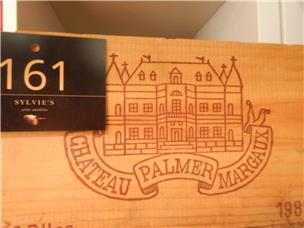 161
SYLVIE'S
CHATEAU PALMER MARGAUX
198